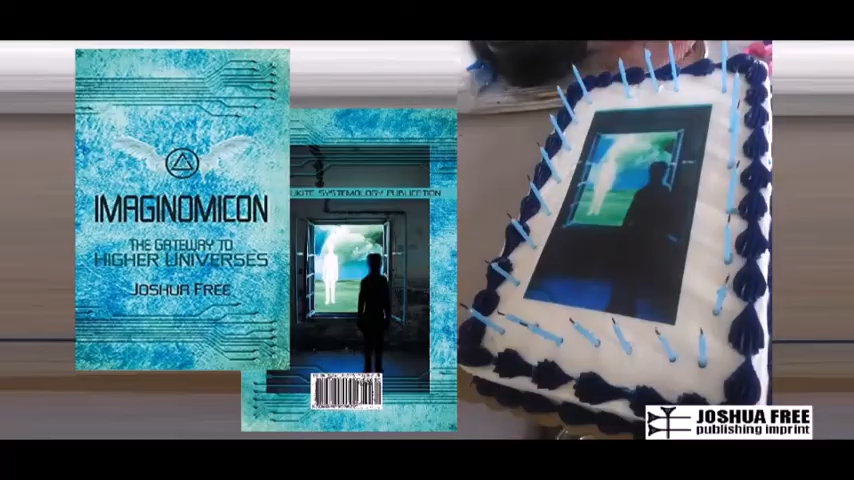 IMAGINOMICON
THE GATEWAY TO
HIGHER UNIVERSES
JOSHUA FREE
SYSTEMOLOGY PUBLICATION
JOSHUA FREE
publishing imprint